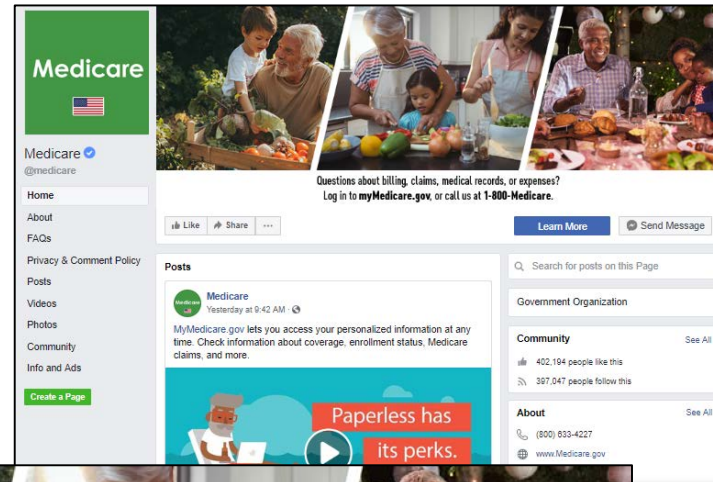 Medicare
Medicare
@medicare
Home
About
FAQs
Privacy & Comment Policy
Posts
Videos
Photos
Community
Info and Ads
Create a Page
Questions about billing, claims, medical records, or expenses?
Log in to myMedicare.gov, or call us at 1-800-Medicare.
Like
Share
...
Learn More
Send Message
Posts
Medicare
Yesterday at 9:42 AM ·
MyMedicare.gov lets you access your personalized information at any
time. Check information about coverage, enrollment status, Medicare
claims, and more.
Paperless has
its perks.
Search for posts on this Page
Government Organization
Community
See All
402,194 people like this
397,047 people follow this
About
See All
(800) 633-4227
www.Medicare.gov